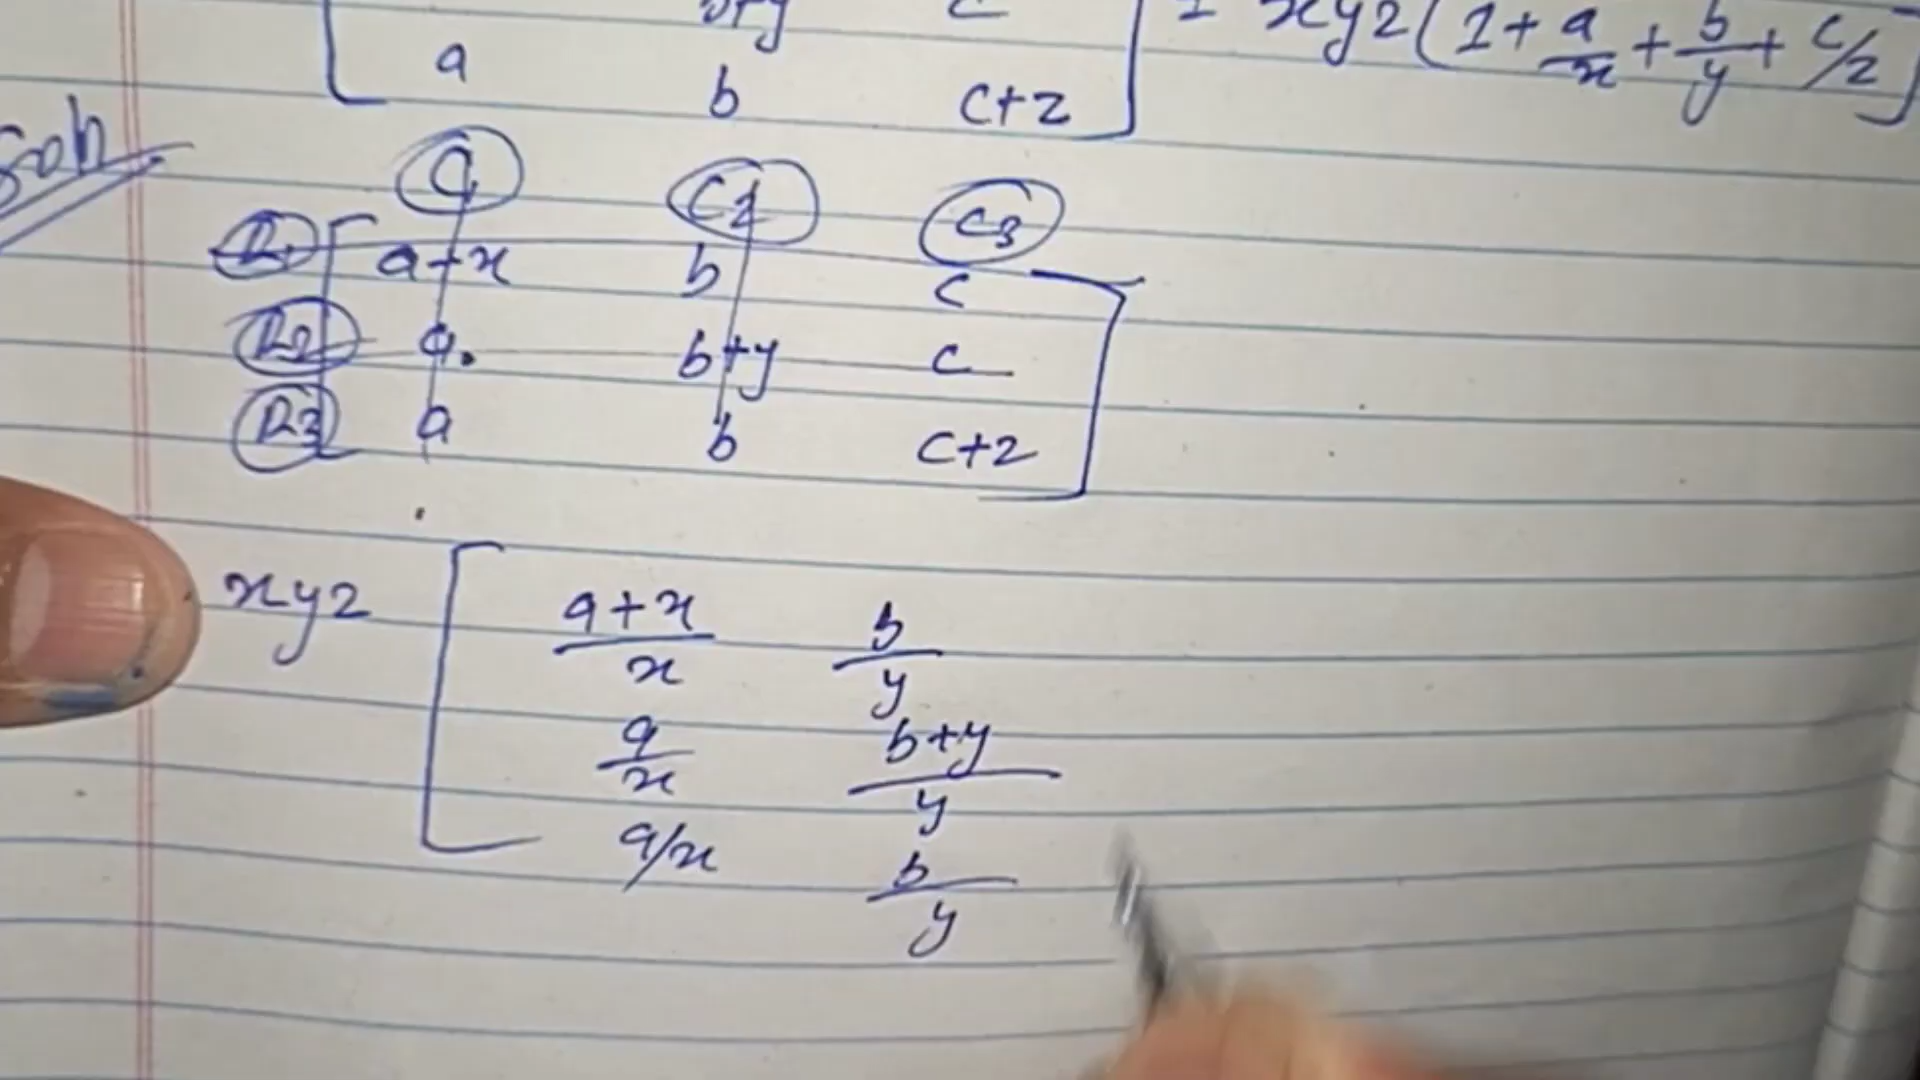 b+y c = xyz(1+a/x+b/y+c/z]
a b c+z
Soln
C1 C2 C3
R1 a+x b c
R2 a b+y c
R3 a b c+z
xyz [ a+x/x b/y
a/x b+y/y
a/x b/y